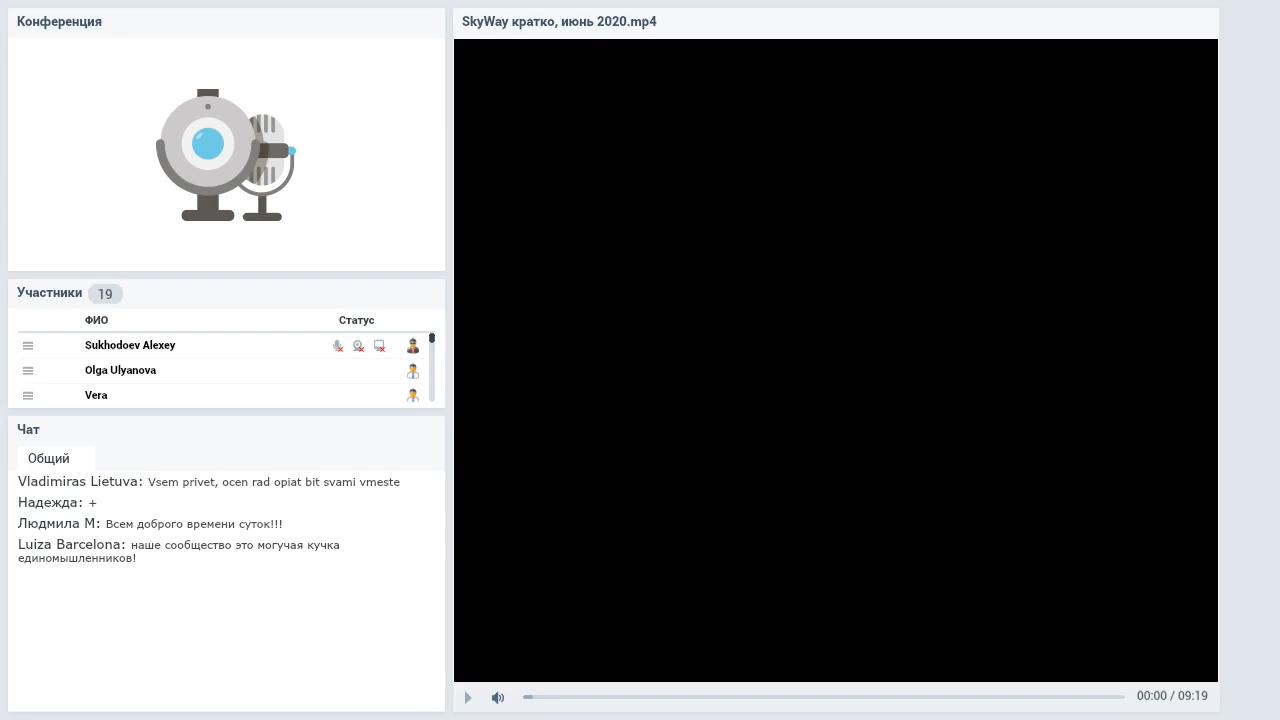 Конференция
SkyWay кратко, июнь 2020.mp4
Участники 19
ФИО Статус
Sukhodoev Alexey
Olga Ulyanova
Vera
Чат
Общий
Vladimiras Lietuva: Vsem privet, ocen rad opiat bit svami vmeste
Надежда: +
Людмила М: Всем доброго времени суток!!!
Luiza Barcelona: наше сообщество это могучая кучка
единомышленников!
00:00 / 09:19